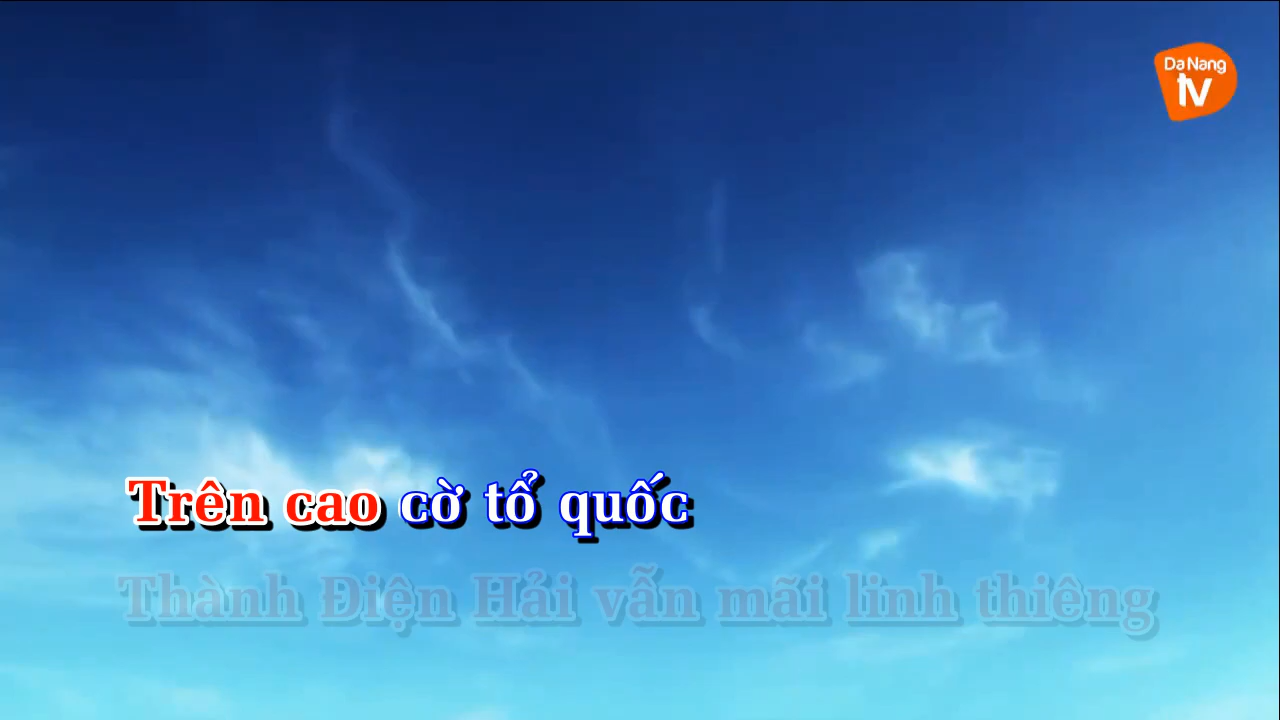 Da Nang
tv
Trên cao cờ tổ quốc
Thành Điện Hải vẫn mãi linh thiêng